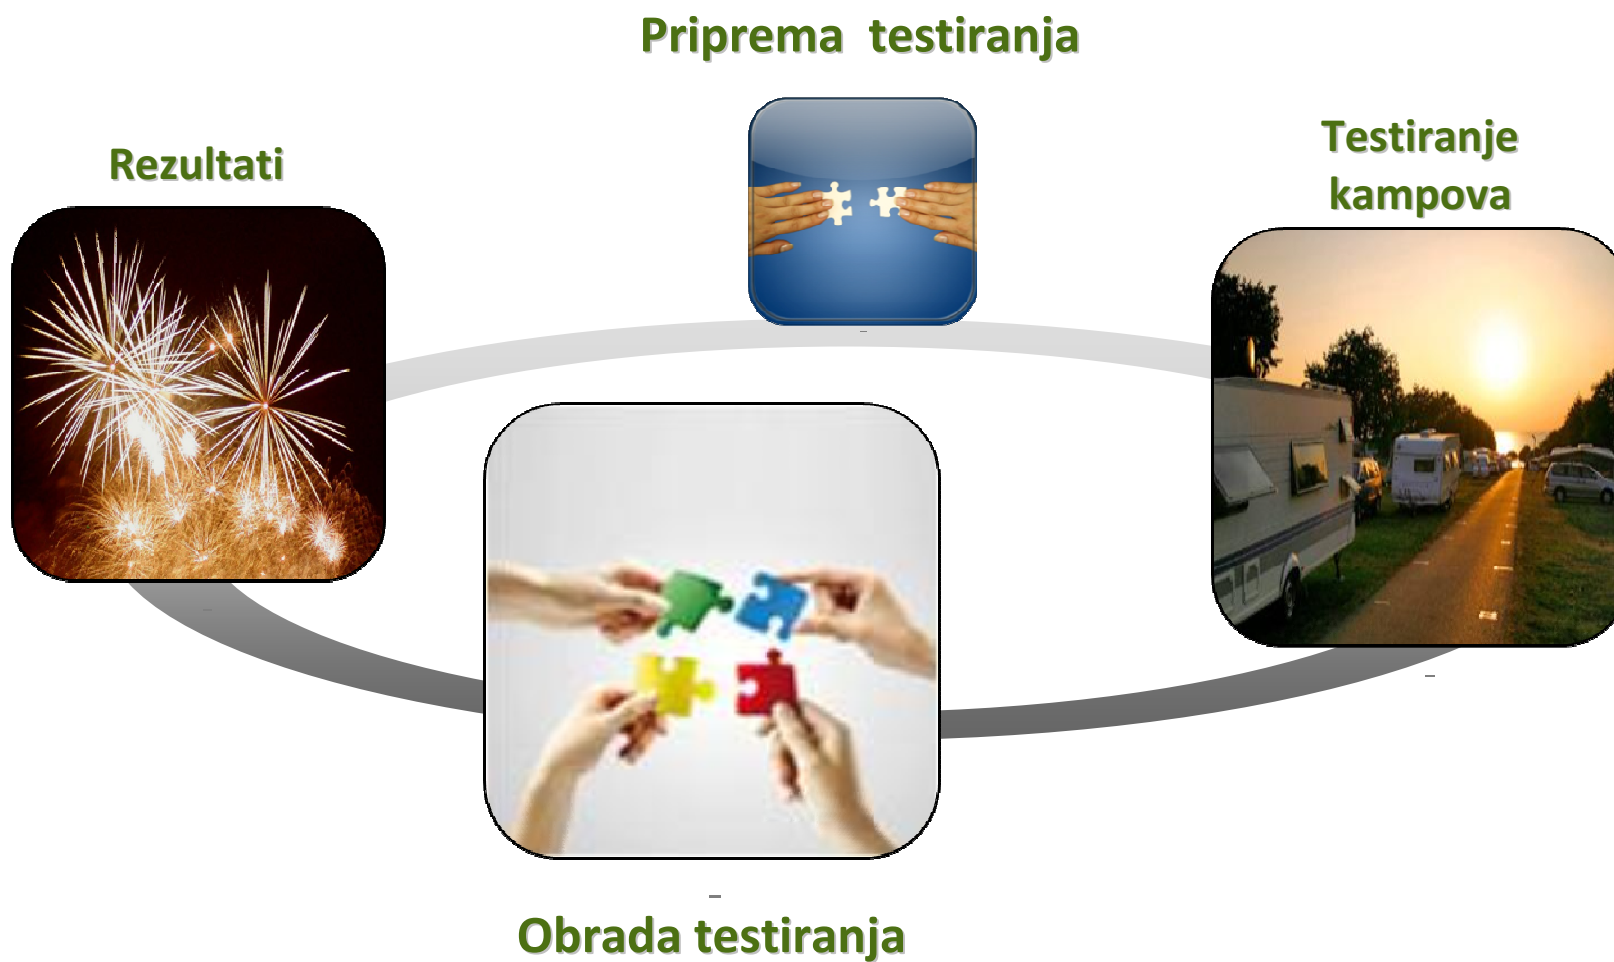 Priprema testiranja
Testiranje
kampova
Rezultati
Obrada testiranja